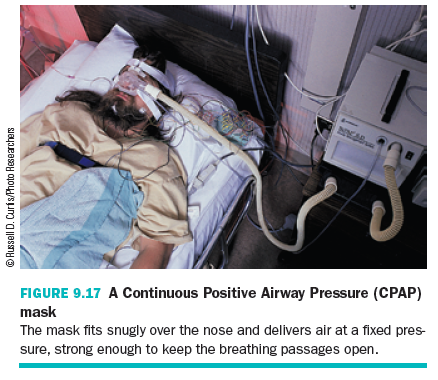 © Russell D. Curtis/Photo Researchers
FIGURE 9.17 A Continuous Positive Airway Pressure (CPAP)
mask
The mask fits snugly over the nose and delivers air at a fixed pres-
sure, strong enough to keep the breathing passages open.